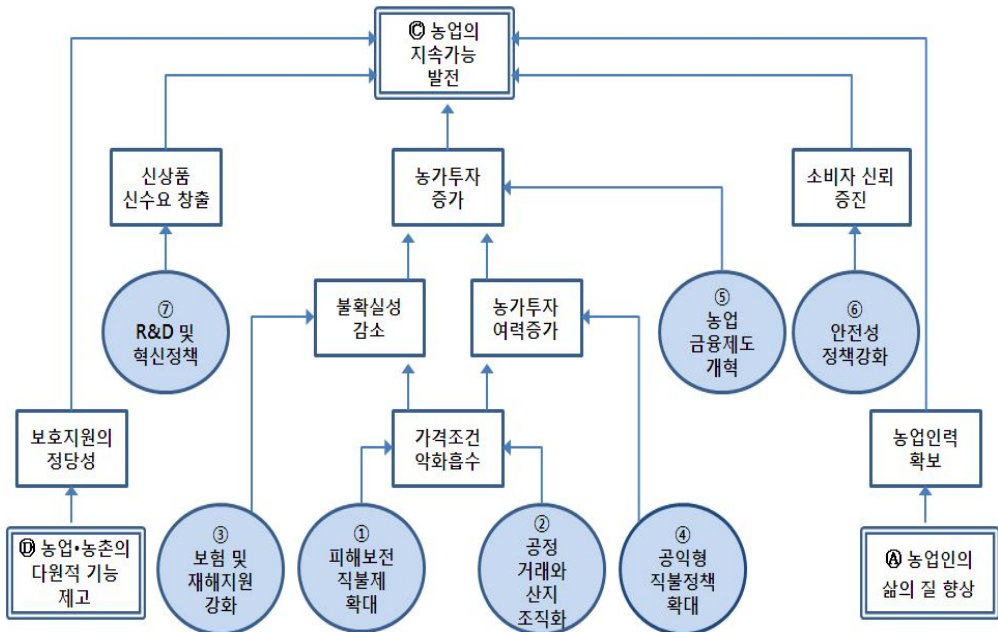 Ⓒ 농업의
지속가능
발전
신상품
신수요 창출
농가투자
증가
소비자 신뢰
증진
⑦
R&D 및
혁신정책
불확실성
감소
농가투자
여력증가
⑤
농업
금융제도
개혁
⑥
안전성
정책강화
보호지원의
정당성
가격조건
악화흡수
농업인력
확보
Ⓓ 농업•농촌의
다원적 기능
제고
③
보험 및
재해지원
강화
①
피해보전
직불제
확대
②
공정
거래와
산지
조직화
④
공익형
직불정책
확대
Ⓐ 농업인의
삶의 질 향상